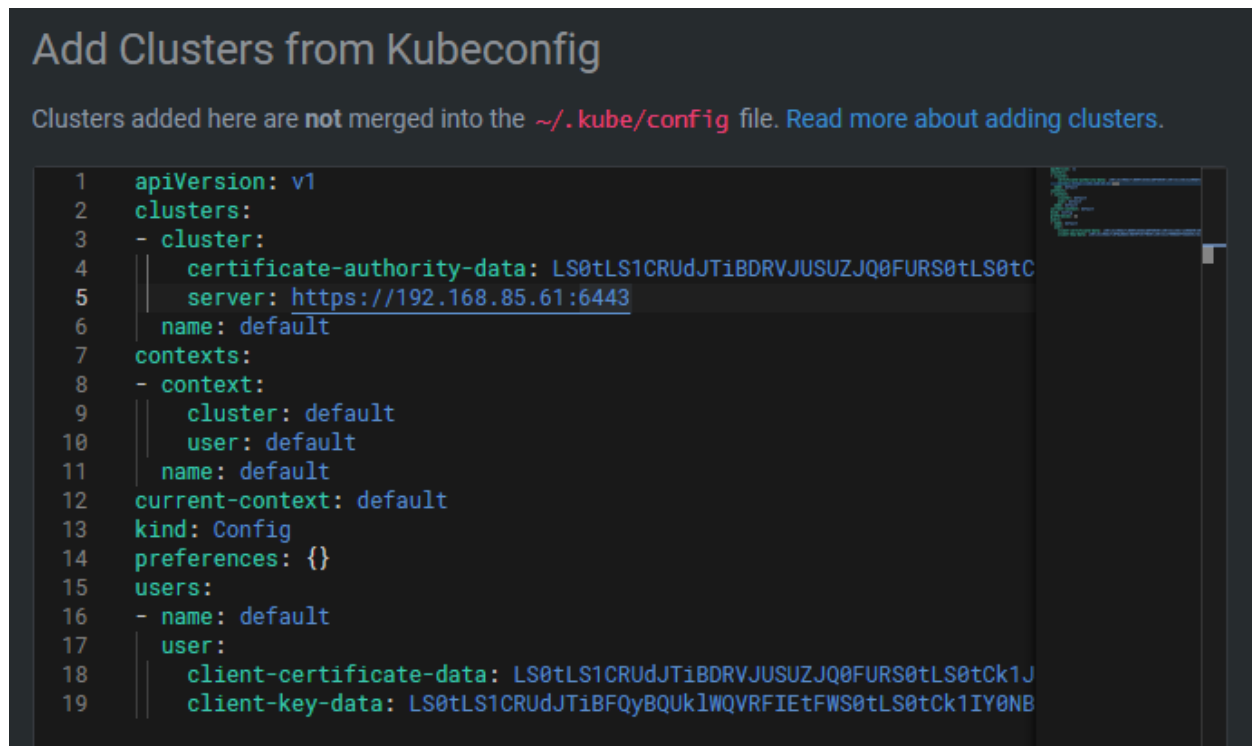 Add Clusters from Kubeconfig
Clusters added here are not merged into the ~/.kube/config file. Read more about adding clusters.
1 apiVersion: v1
2 clusters:
3 - cluster:
4 certificate-authority-data: LS0tLS1CRUdJTiBDRVJUSUZJQ0FURS0tLS0tC
5 server: https://192.168.85.61:6443
6 name: default
7 contexts:
8 - context:
9 cluster: default
10 user: default
11 name: default
12 current-context: default
13 kind: Config
14 preferences: {}
15 users:
16 - name: default
17 user:
18 client-certificate-data: LS0tLS1CRUdJTiBDRVJUSUZJQ0FURS0tLS0tCk1J
19 client-key-data: LS0tLS1CRUdJTiBFQyBQUklWQVRFIEtFWS0tLS0tCk1IY0NB